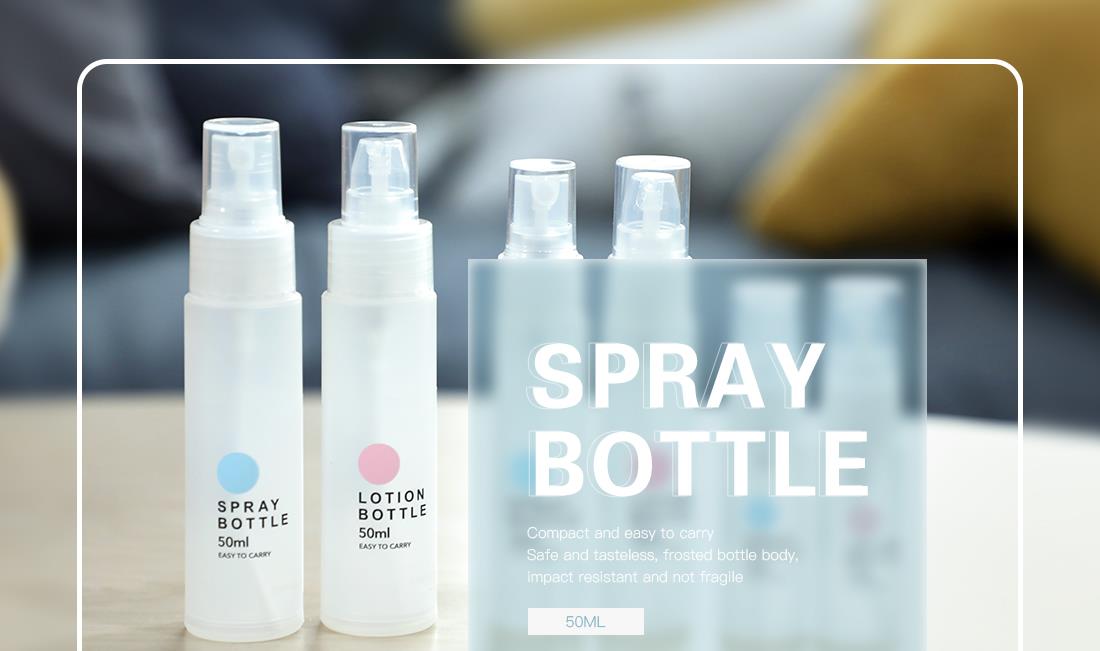 SPRAY
BOTTLE
50ml
EASY TO CARRY
LOTION
BOTTLE
50ml
EASY TO CARRY
SPRAY
BOTTLE
Compact and easy to carry
Safe and tasteless, frosted bottle body,
impact resistant and not fragile
50ML